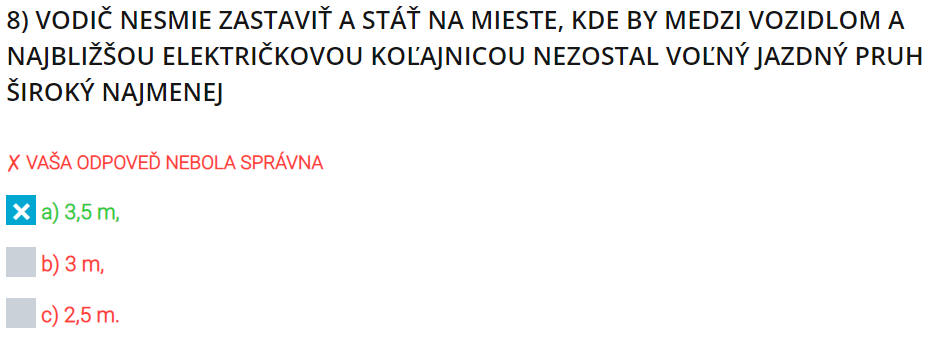 8) VODIČ NESMIE ZASTAVIŤ A STÁŤ NA MIESTE, KDE BY MEDZI VOZIDLOM A
NAJBLIŽŠOU ELEKTRIČKOVOU KOĽAJNICOU NEZOSTAL VOĽNÝ JAZDNÝ PRUH
ŠIROKÝ NAJMENEJ
✗ VAŠA ODPOVEĎ NEBOLA SPRÁVNA
a) 3,5 m,
b) 3 m,
c) 2,5 m.